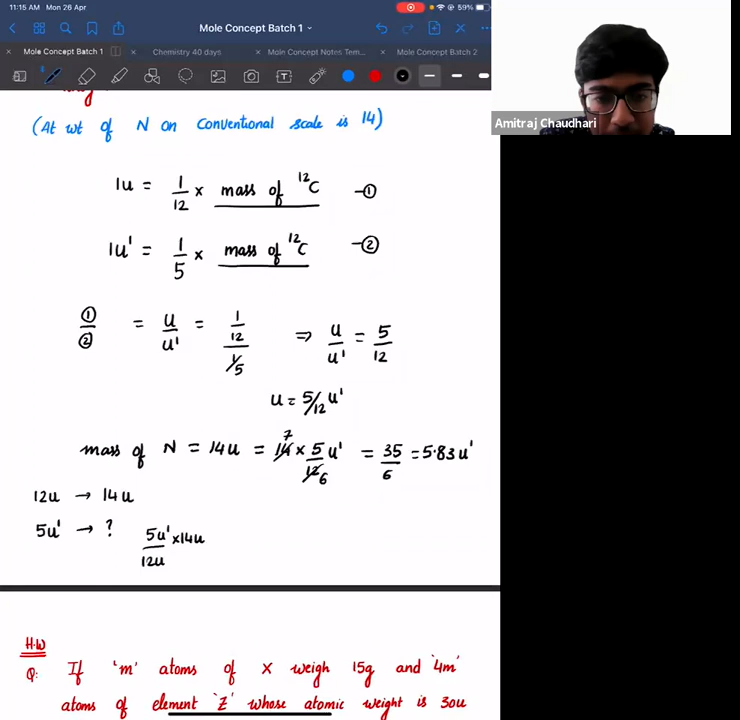 11:15 AM Mon 26 Apr
59%
Mole Concept Batch 1
Mole Concept Batch 1
Chemistry 40 days
Mole Concept Notes Tem...
Mole Concept Batch 2
Amitraj Chaudhari
(At wt of N on Conventional scale is 14)
1u = 1/12 × mass of ¹²C —①
1u' = 1/5 × mass of ¹²C —②
①/② = u/u' = (1/12)/(1/5) ⇒ u/u' = 5/12
u = 5/12 u'
mass of N = 14u = 14 7 × 5/12 6 u' = 35/6 = 5.83u'
12u → 14u
5u' → ? 5u'/12u × 14u
H.W
Q: If 'm' atoms of X weigh 15g and '4m'
atoms of element 'Z' whose atomic weight is 30u